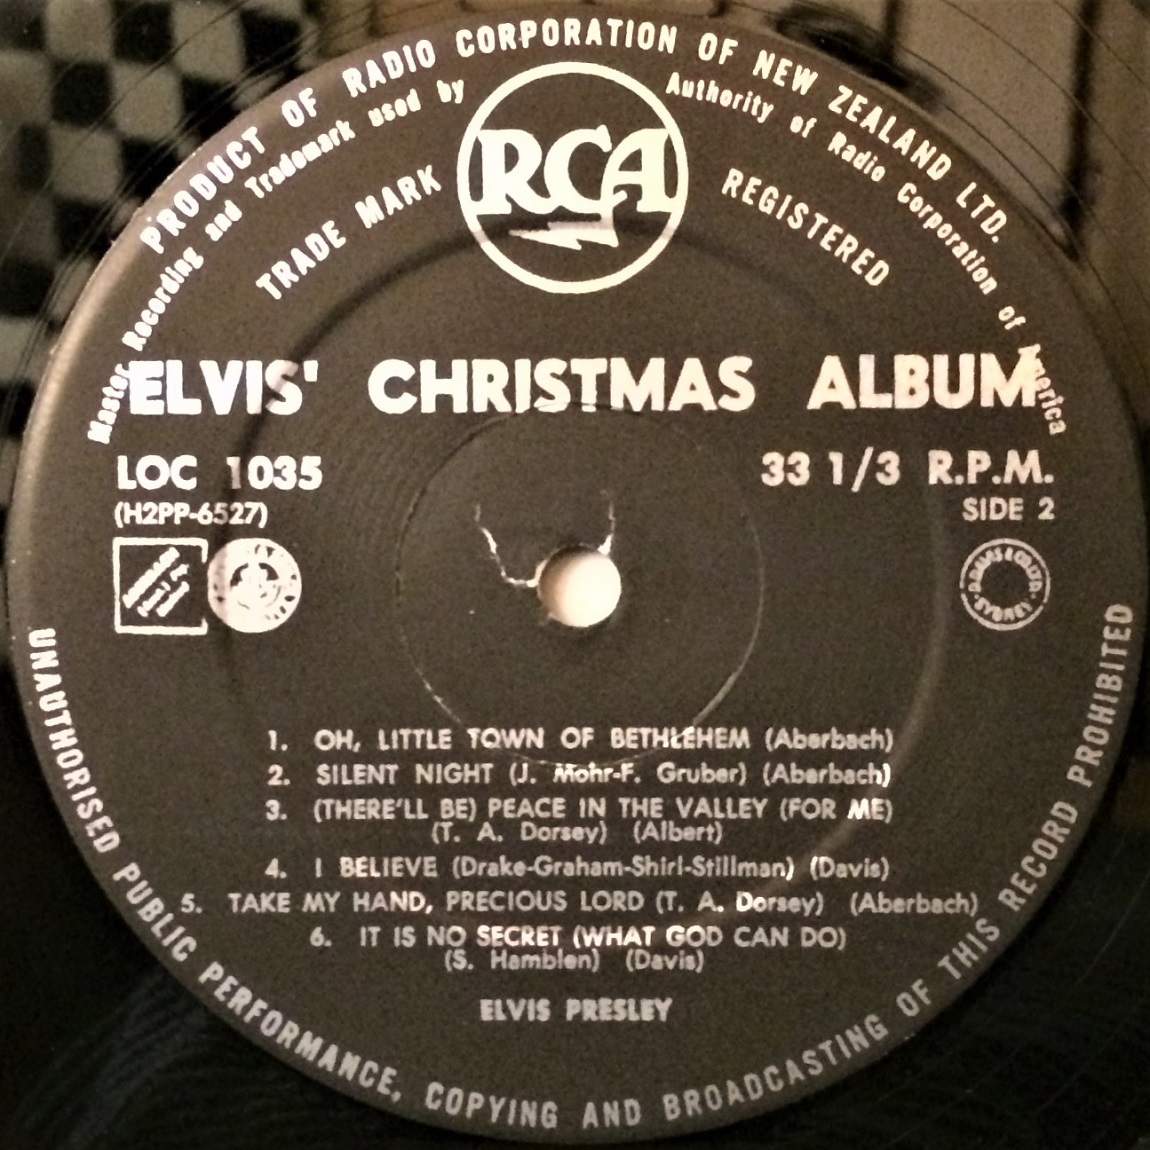 PRODUCT OF RADIO CORPORATION OF NEW ZEALAND LTD.
Master Recording and Trademark used by Authority of Radio Corporation of America
TRADE MARK REGISTERED
RCA
ELVIS' CHRISTMAS ALBUM
LOC 1035 33 1/3 R.P.M.
(H2PP-6527) SIDE 2
1. OH, LITTLE TOWN OF BETHLEHEM (Aberbach)
2. SILENT NIGHT (J. Mohr-F. Gruber) (Aberbach)
3. (THERE'LL BE) PEACE IN THE VALLEY (FOR ME)
(T. A. Dorsey) (Albert)
4. I BELIEVE (Drake-Graham-Shirl-Stillman) (Davis)
5. TAKE MY HAND, PRECIOUS LORD (T. A. Dorsey) (Aberbach)
6. IT IS NO SECRET (WHAT GOD CAN DO)
(S. Hamblen) (Davis)
ELVIS PRESLEY
UNAUTHORISED PUBLIC PERFORMANCE, COPYING AND BROADCASTING OF THIS RECORD PROHIBITED